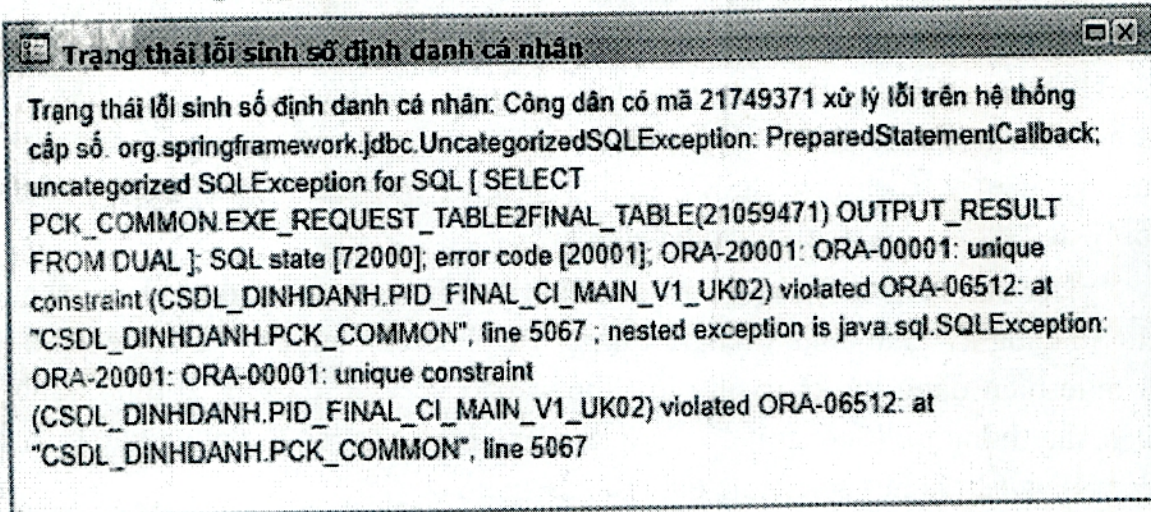 Trạng thái lỗi sinh số định danh cá nhân
Trạng thái lỗi sinh số định danh cá nhân: Công dân có mã 21749371 xử lý lỗi trên hệ thống
cấp số. org.springframework.jdbc.UncategorizedSQLException: PreparedStatementCallback;
uncategorized SQLException for SQL [ SELECT
PCK_COMMON.EXE_REQUEST_TABLE2FINAL_TABLE(21059471) OUTPUT_RESULT
FROM DUAL ]; SQL state [72000]; error code [20001]; ORA-20001: ORA-00001: unique
constraint (CSDL_DINHDANH.PID_FINAL_CI_MAIN_V1_UK02) violated ORA-06512: at
"CSDL_DINHDANH.PCK_COMMON", line 5067 ; nested exception is java.sql.SQLException:
ORA-20001: ORA-00001: unique constraint
(CSDL_DINHDANH.PID_FINAL_CI_MAIN_V1_UK02) violated ORA-06512: at
"CSDL_DINHDANH.PCK_COMMON", line 5067